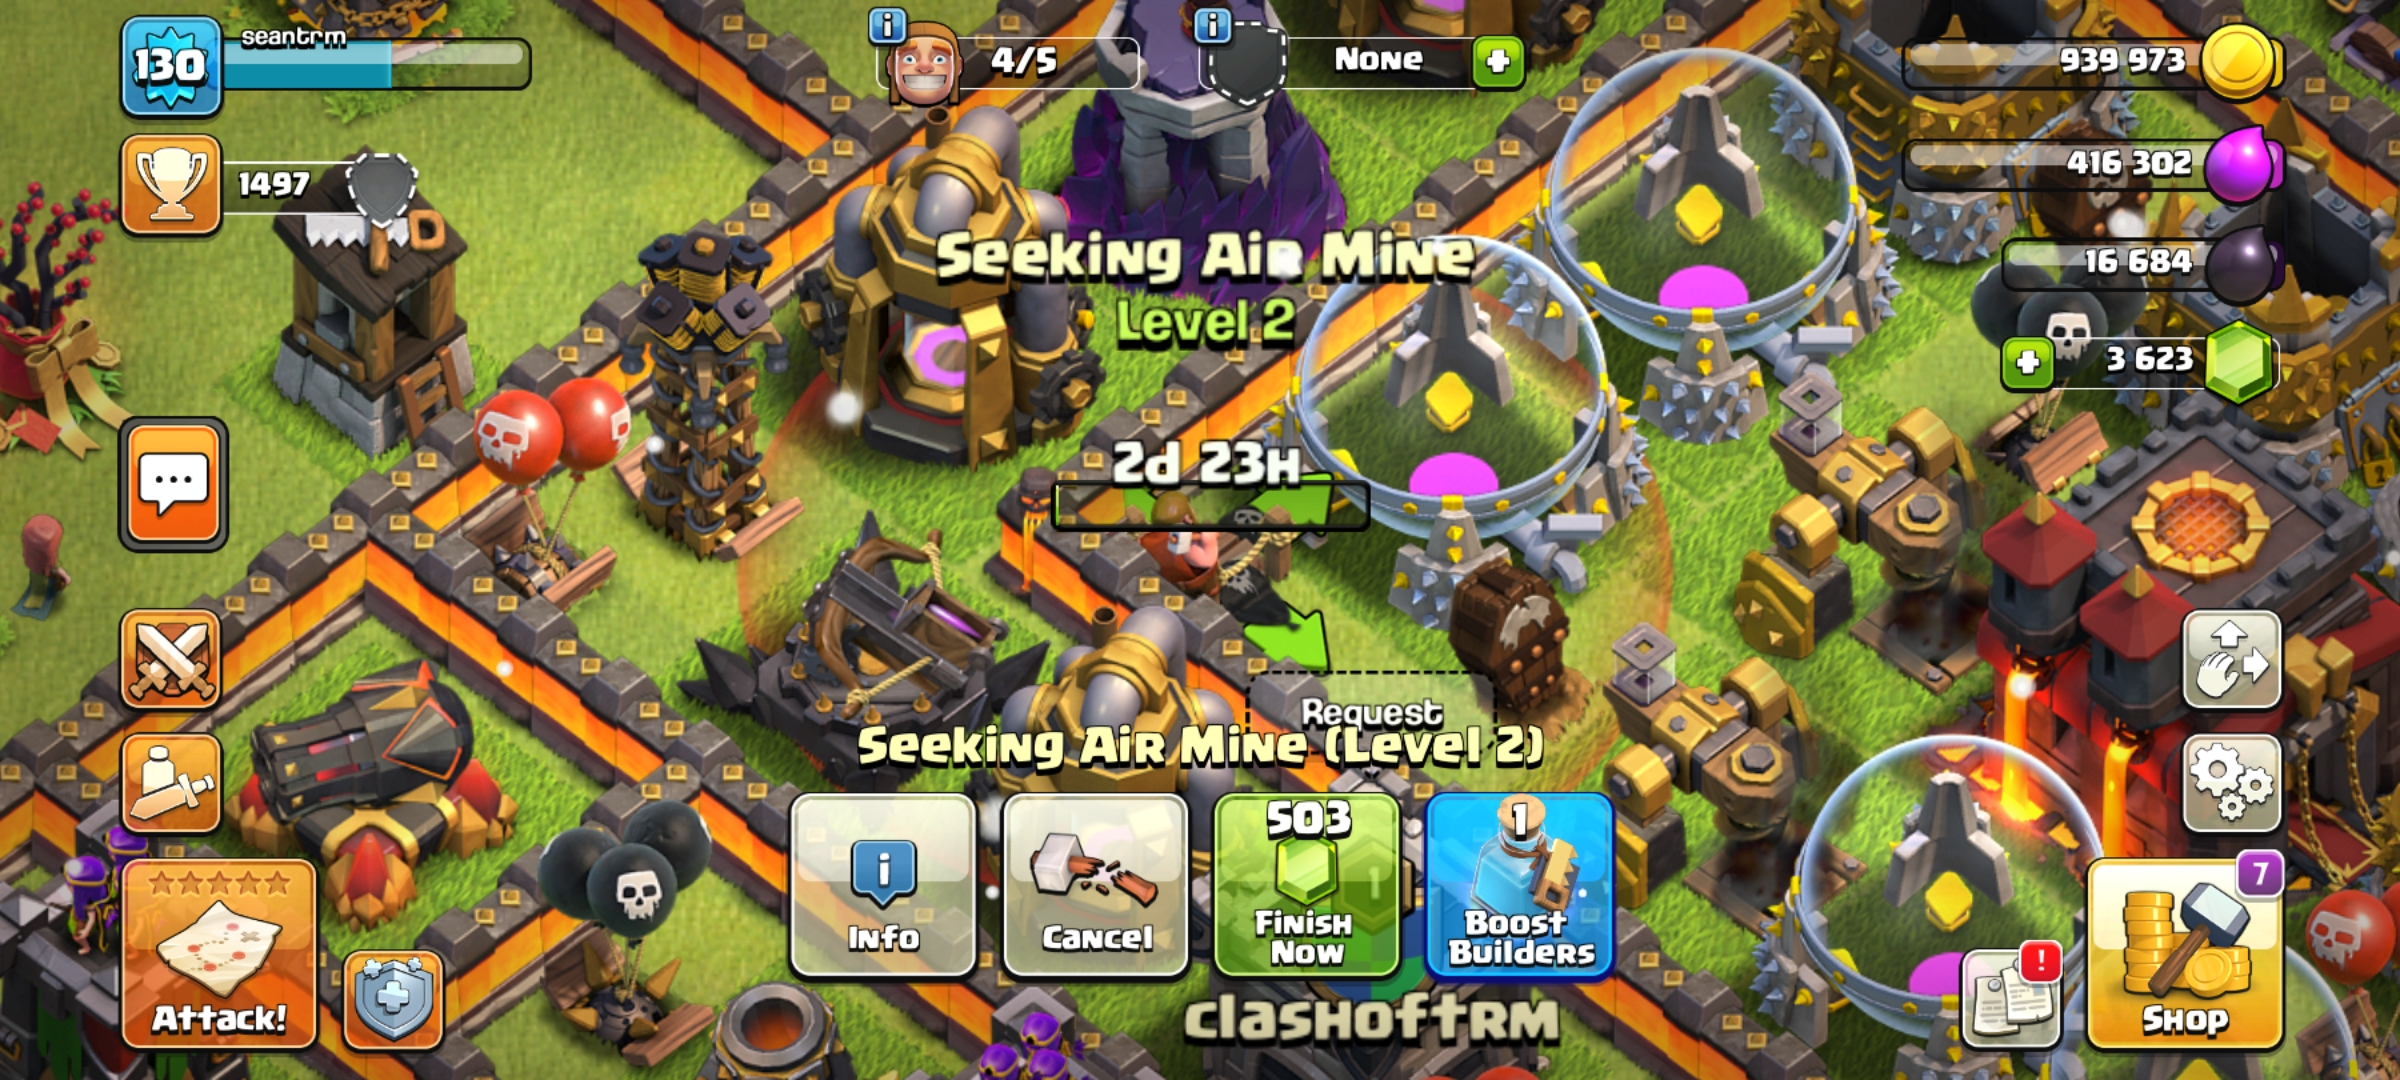 130
seantrm
4/5
None
939 973
1497
416 302
16 684
3 623
Seeking Air Mine
Level 2
2d 23H
Request
Seeking Air Mine (Level 2)
Info
Cancel
503
Finish
Now
1
Boost
Builders
Attack!
7
!
Shop
clashoftrm